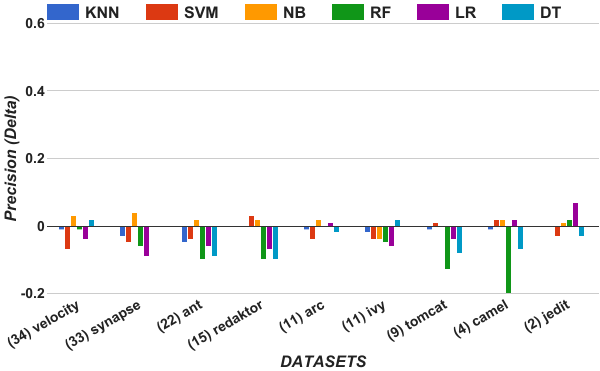 KNN SVM NB RF LR DT
0.6
0.4
0.2
0
-0.2
Precision (Delta)
(34) velocity
(33) synapse
(22) ant
(15) redaktor
(11) arc
(11) ivy
(9) tomcat
(4) camel
(2) jedit
DATASETS